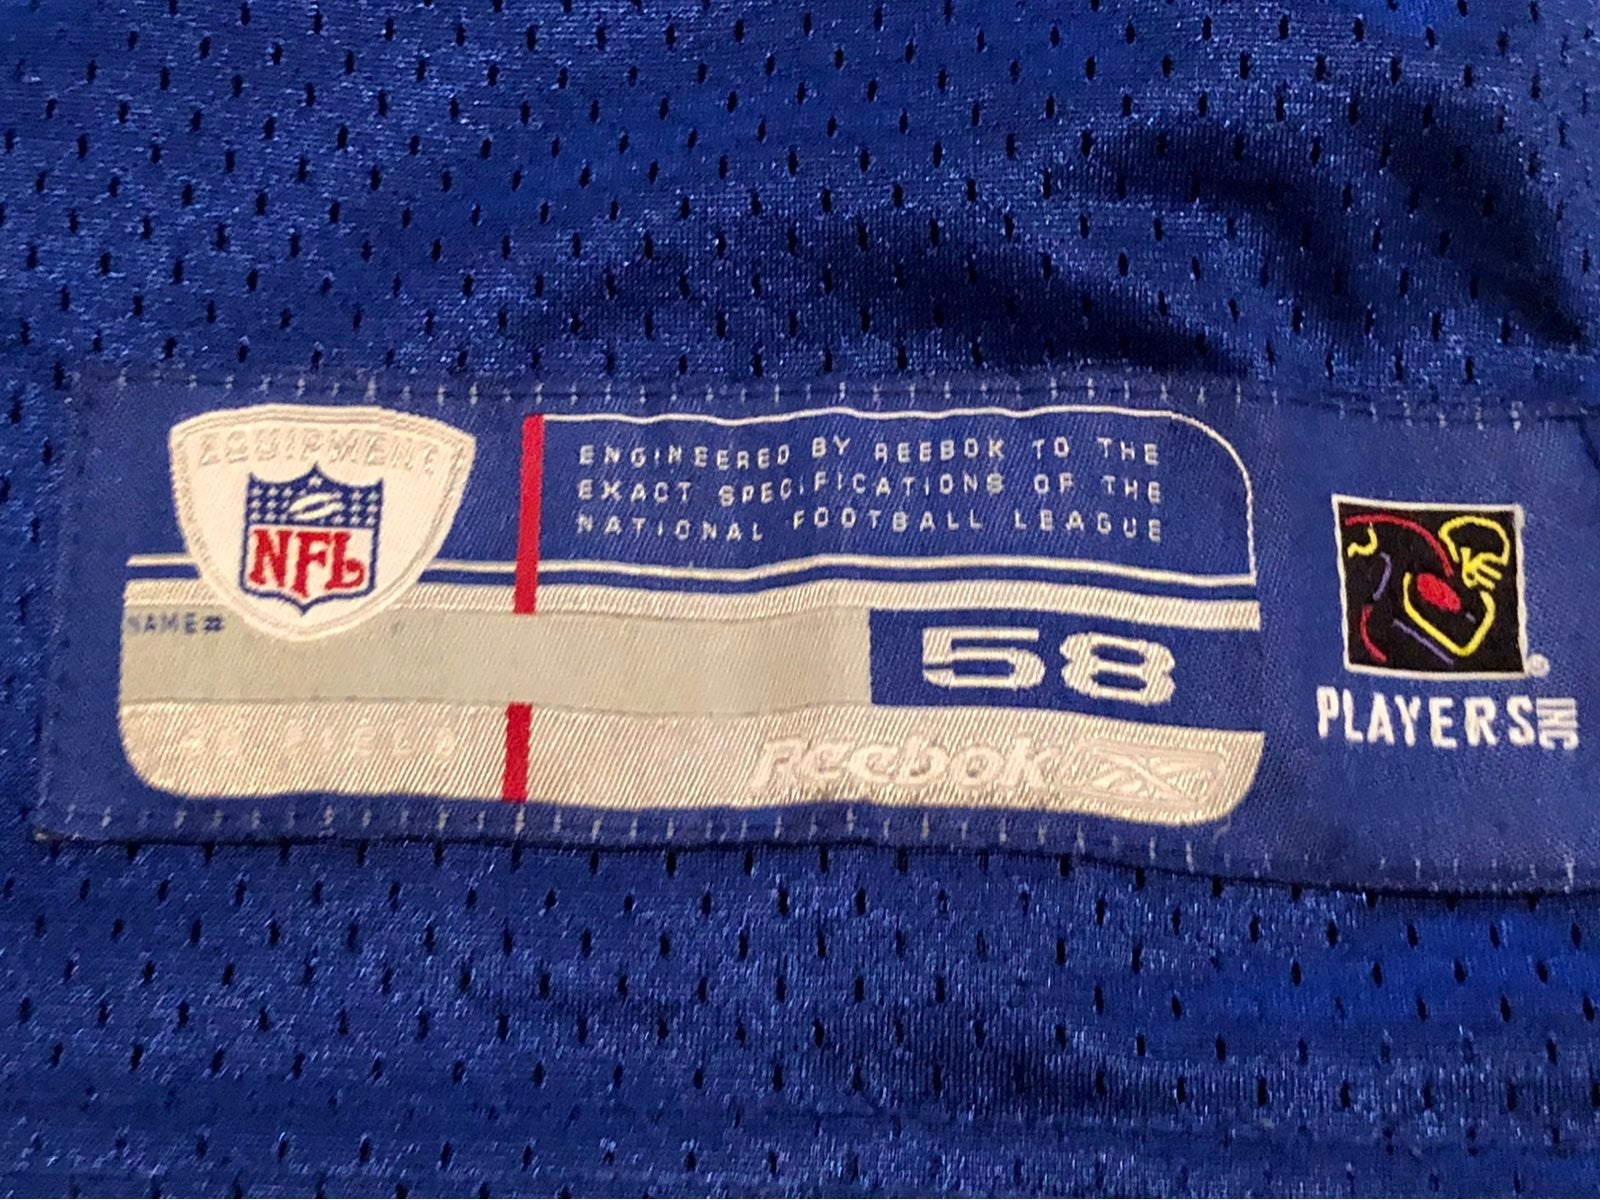 EQUIPMENT
NFL
ENGINEERED BY REEBOK TO THE
EXACT SPECIFICATIONS OF THE
NATIONAL FOOTBALL LEAGUE
NAME#
58
Reebok
PLAYERS INC
®